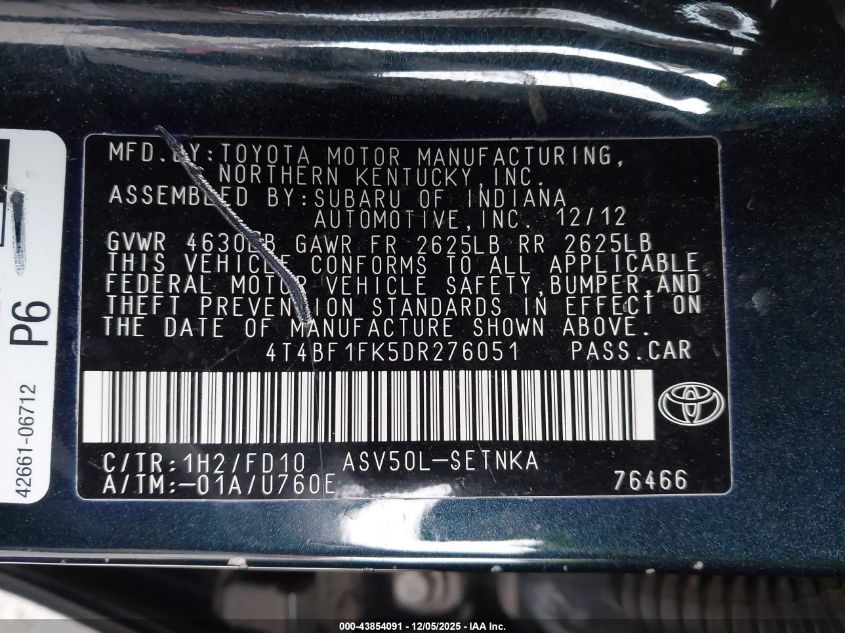 MFD.BY:TOYOTA MOTOR MANUFACTURING,
NORTHERN KENTUCKY,INC.
ASSEMBLED BY:SUBARU OF INDIANA
AUTOMOTIVE,INC. 12/12
GVWR 4630LB GAWR FR 2625LB RR 2625LB
THIS VEHICLE CONFORMS TO ALL APPLICABLE
FEDERAL MOTOR VEHICLE SAFETY,BUMPER,AND
THEFT PREVENTION STANDARDS IN EFFECT ON
THE DATE OF MANUFACTURE SHOWN ABOVE.
4T4BF1FK5DR276051 PASS.CAR
C/TR:1H2/FD10 ASV50L-SETNKA
A/TM:-01A/U760E 76466
P6
42661-06712
000-43854091 - 12/05/2025 - IAA Inc.